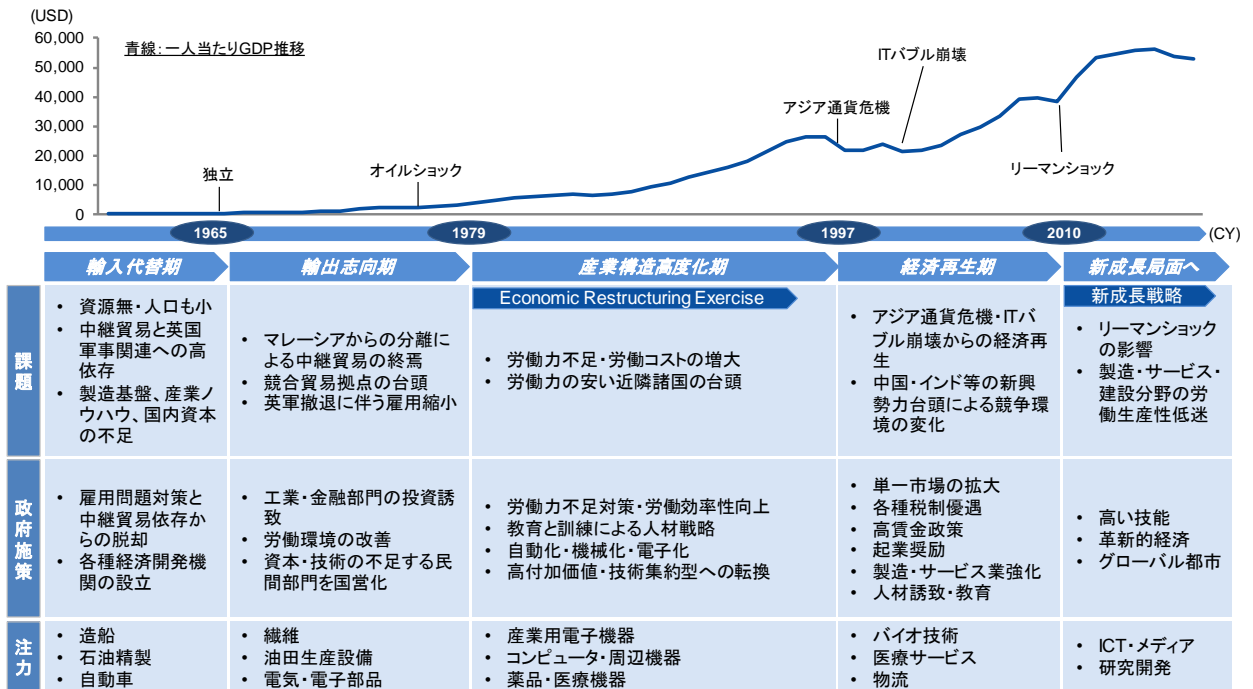 (USD)
60,000
50,000
40,000
30,000
20,000
10,000
0
青線：一人当たりGDP推移
独立
オイルショック
アジア通貨危機
ITバブル崩壊
リーマンショック
1965
1979
1997
2010
(CY)
輸入代替期
輸出志向期
産業構造高度化期
経済再生期
新成長局面へ
Economic Restructuring Exercise
新成長戦略
課題
• 資源無・人口も小
• 中継貿易と英国
軍事関連への高
依存
• 製造基盤、産業ノ
ウハウ、国内資本
の不足
• マレーシアからの分離に
よる中継貿易の終焉
• 競合貿易拠点の台頭
• 英軍撤退に伴う雇用縮小
• 労働力不足・労働コストの増大
• 労働力の安い近隣諸国の台頭
• アジア通貨危機・ITバ
ブル崩壊からの経済再
生
• 中国・インド等の新興
勢力台頭による競争環
境の変化
• リーマンショック
の影響
• 製造・サービス・
建設分野の労
働生産性低迷
政府施策
• 雇用問題対策と
中継貿易依存か
らの脱却
• 各種経済開発機
関の設立
• 工業・金融部門の投資誘
致
• 労働環境の改善
• 資本・技術の不足する民
間部門を国営化
• 労働力不足対策・労働効率性向上
• 教育と訓練による人材戦略
• 自動化・機械化・電子化
• 高付加価値・技術集約型への転換
• 単一市場の拡大
• 各種税制優遇
• 高賃金政策
• 起業奨励
• 製造・サービス業強化
• 人材誘致・教育
• 高い技能
• 革新的経済
• グローバル都市
注力
• 造船
• 石油精製
• 自動車
• 繊維
• 油田生産設備
• 電気・電子部品
• 産業用電子機器
• コンピュータ・周辺機器
• 薬品・医療機器
• バイオ技術
• 医療サービス
• 物流
• ICT・メディア
• 研究開発